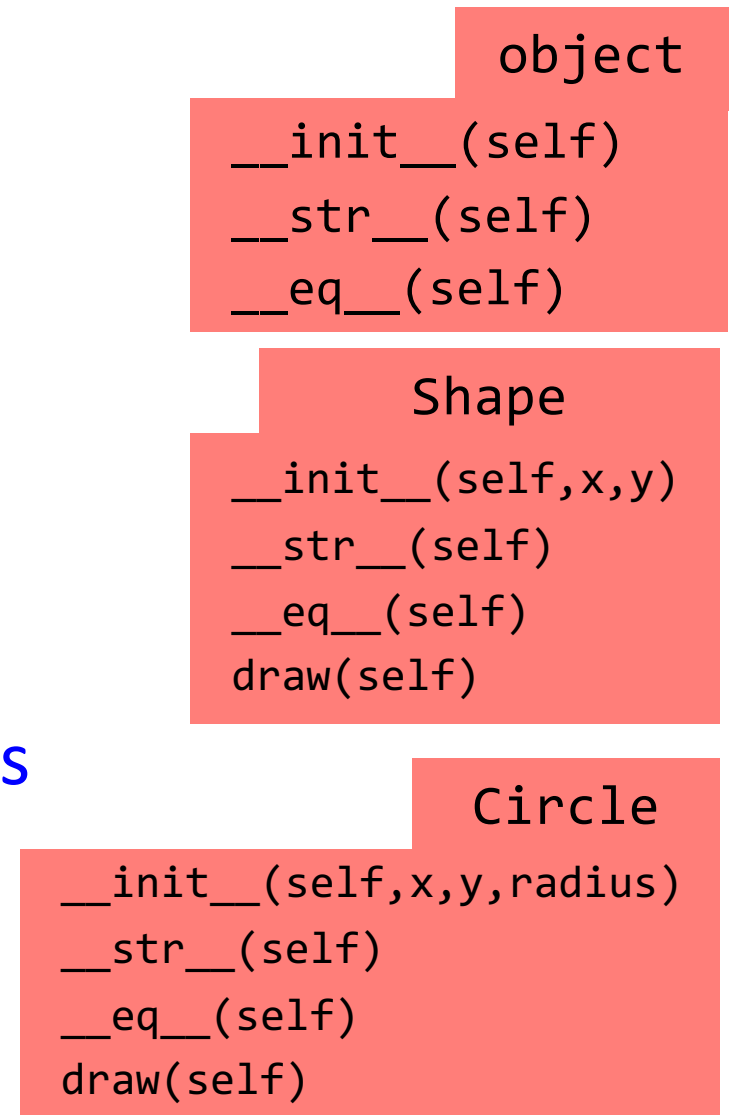 object
__init__(self)
__str__(self)
__eq__(self)
Shape
__init__(self,x,y)
__str__(self)
__eq__(self)
draw(self)
s
Circle
__init__(self,x,y,radius)
__str__(self)
__eq__(self)
draw(self)